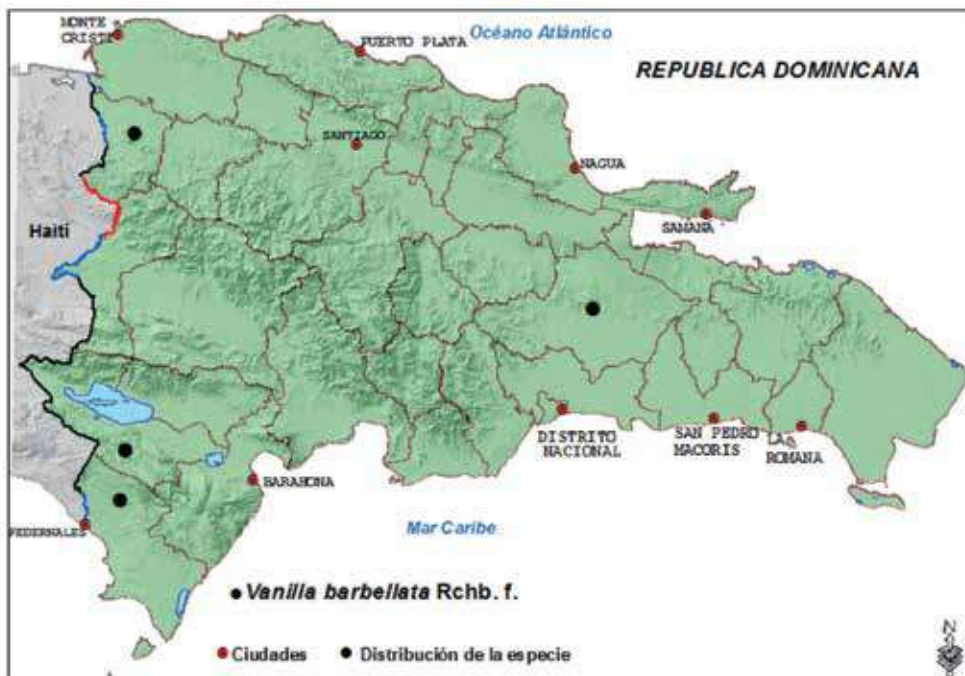 MONTE
CRISTI
PUERTO PLATA
Océano Atlántico
REPUBLICA DOMINICANA
SANTIAGO
NAGUA
SAMANA
Haití
DISTRITO
NACIONAL
SAN PEDRO
MACORIS
LA
ROMANA
BARAHONA
PEDERNALES
Mar Caribe
Vanilla barbellata Rchb. f.
Ciudades
Distribución de la especie
N